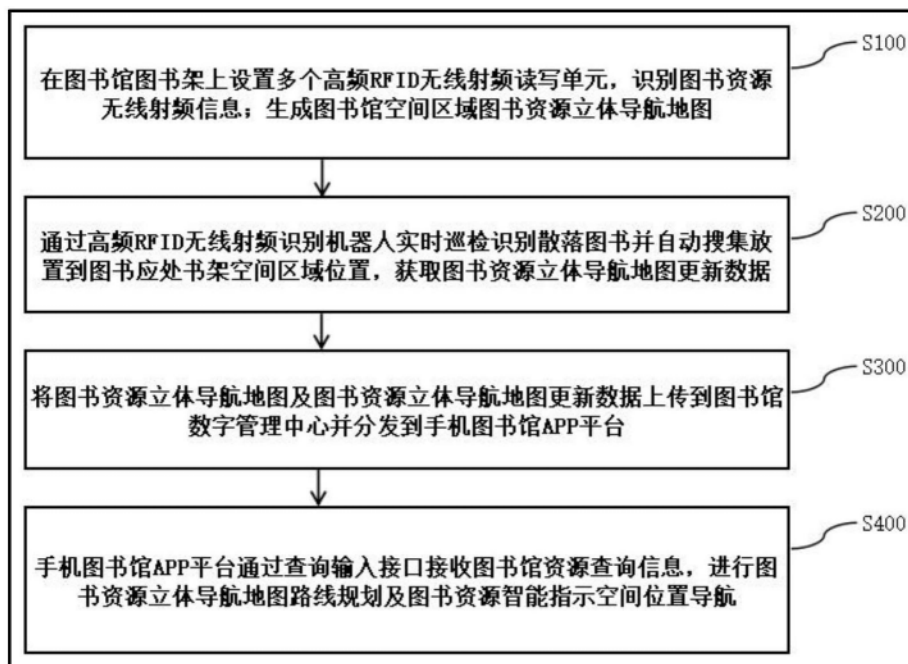 S100
在图书馆图书架上设置多个高频RFID无线射频读写单元，识别图书资源
无线射频信息；生成图书馆空间区域图书资源立体导航地图
S200
通过高频RFID无线射频识别机器人实时巡检识别散落图书并自动搜集放
置到图书应处书架空间区域位置，获取图书资源立体导航地图更新数据
S300
将图书资源立体导航地图及图书资源立体导航地图更新数据上传到图书馆
数字管理中心并分发到手机图书馆APP平台
S400
手机图书馆APP平台通过查询输入接口接收图书馆资源查询信息，进行图
书资源立体导航地图路线规划及图书资源智能指示空间位置导航